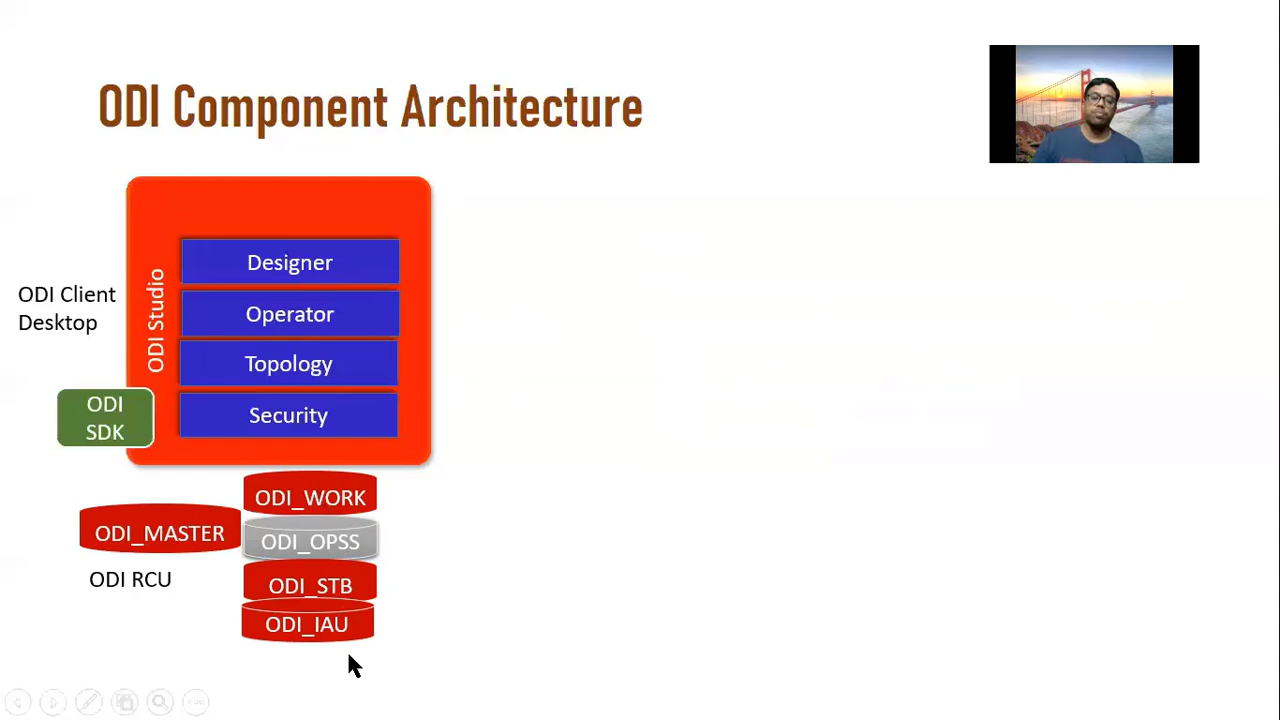 ODI Component Architecture
ODI Studio
Designer
Operator
Topology
Security
ODI Client
Desktop
ODI
SDK
ODI_WORK
ODI_MASTER
ODI_OPSS
ODI RCU
ODI_STB
ODI_IAU